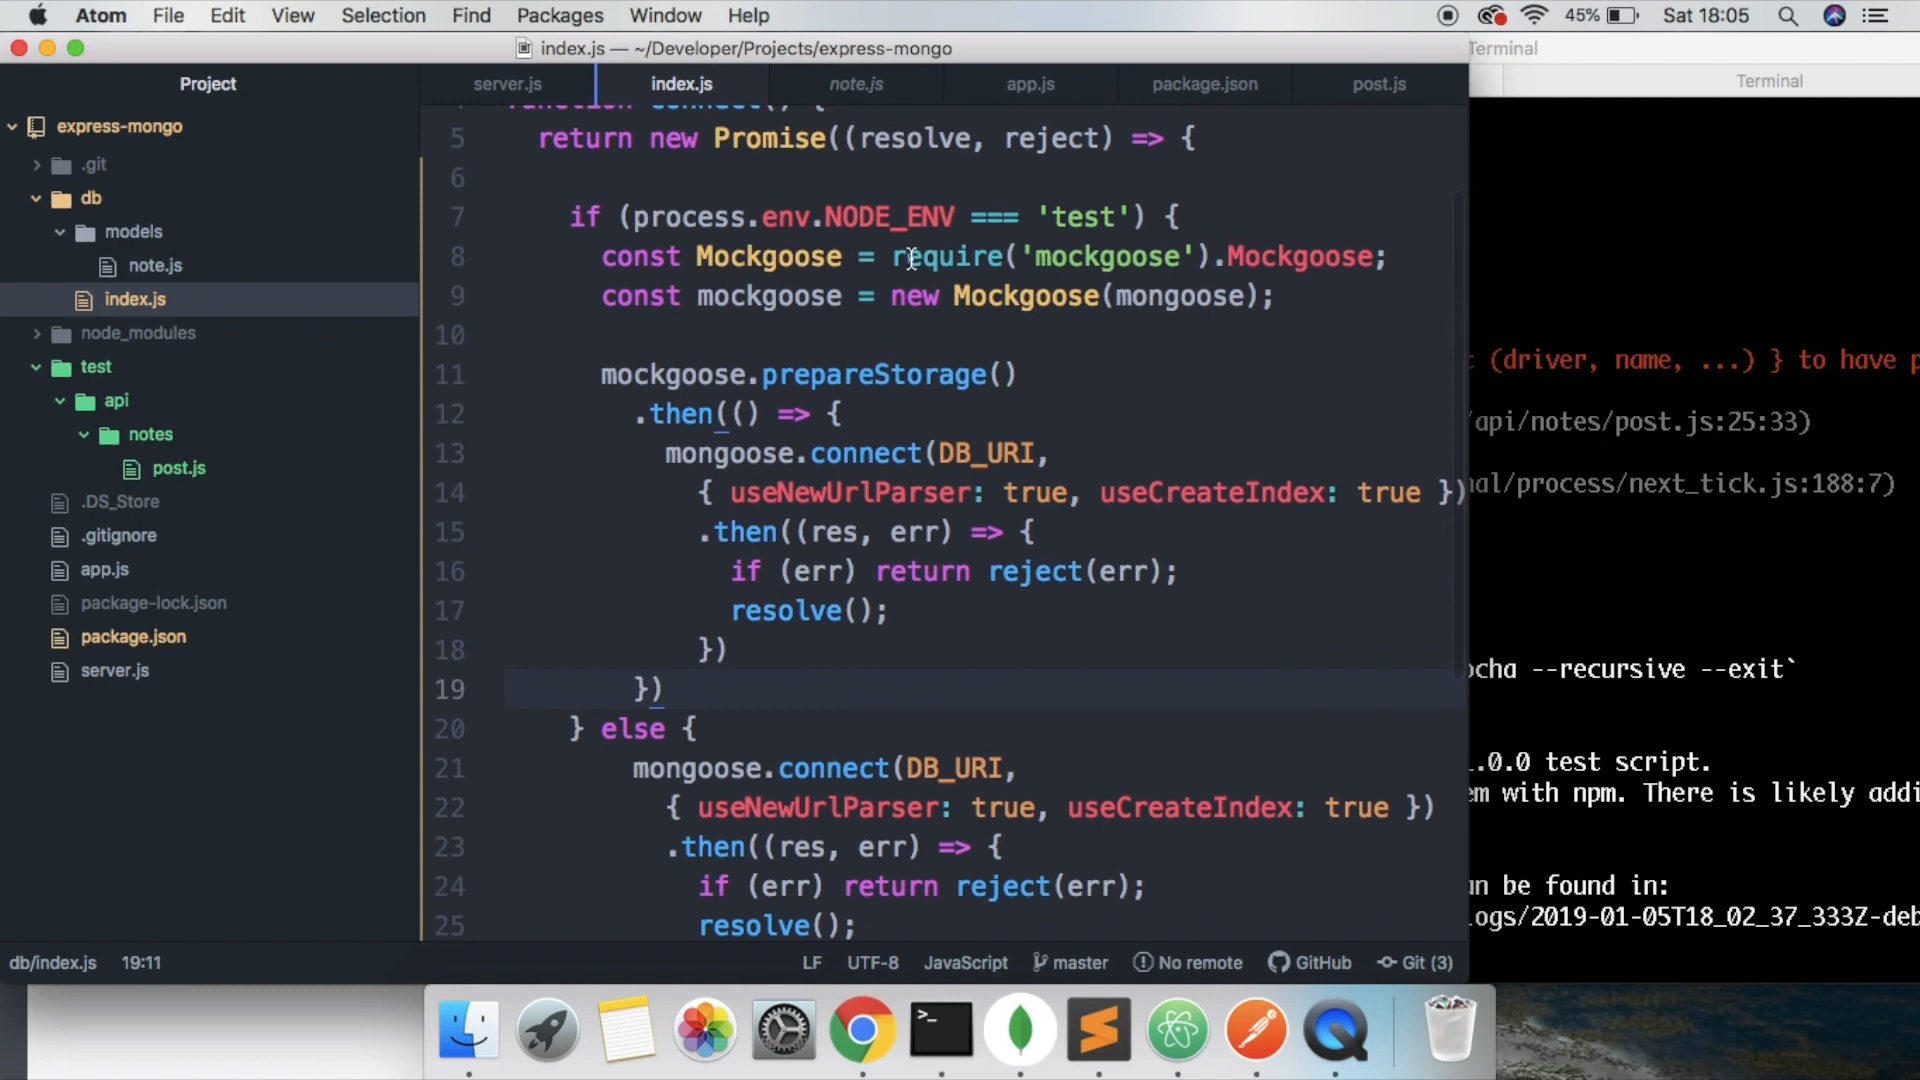 Atom File Edit View Selection Find Packages Window Help 45% Sat 18:05
index.js — ~/Developer/Projects/express-mongo
Terminal
Project
server.js index.js note.js app.js package.json post.js
Terminal
express-mongo
.git
db
models
note.js
index.js
node_modules
test
api
notes
post.js
.DS_Store
.gitignore
app.js
package-lock.json
package.json
server.js
function connect() {
5 return new Promise((resolve, reject) => {
6
7 if (process.env.NODE_ENV === 'test') {
8 const Mockgoose = require('mockgoose').Mockgoose;
9 const mockgoose = new Mockgoose(mongoose);
10
11 mockgoose.prepareStorage()
12 .then(() => {
13 mongoose.connect(DB_URI,
14 { useNewUrlParser: true, useCreateIndex: true })
15 .then((res, err) => {
16 if (err) return reject(err);
17 resolve();
18 })
19 })
20 } else {
21 mongoose.connect(DB_URI,
22 { useNewUrlParser: true, useCreateIndex: true })
23 .then((res, err) => {
24 if (err) return reject(err);
25 resolve();
(driver, name, ...) } to have p
/api/notes/post.js:25:33)
al/process/next_tick.js:188:7)
ocha --recursive --exit`
.0.0 test script.
em with npm. There is likely addi
an be found in:
logs/2019-01-05T18_02_37_333Z-deb
db/index.js 19:11 LF UTF-8 JavaScript master No remote GitHub Git (3)
>_